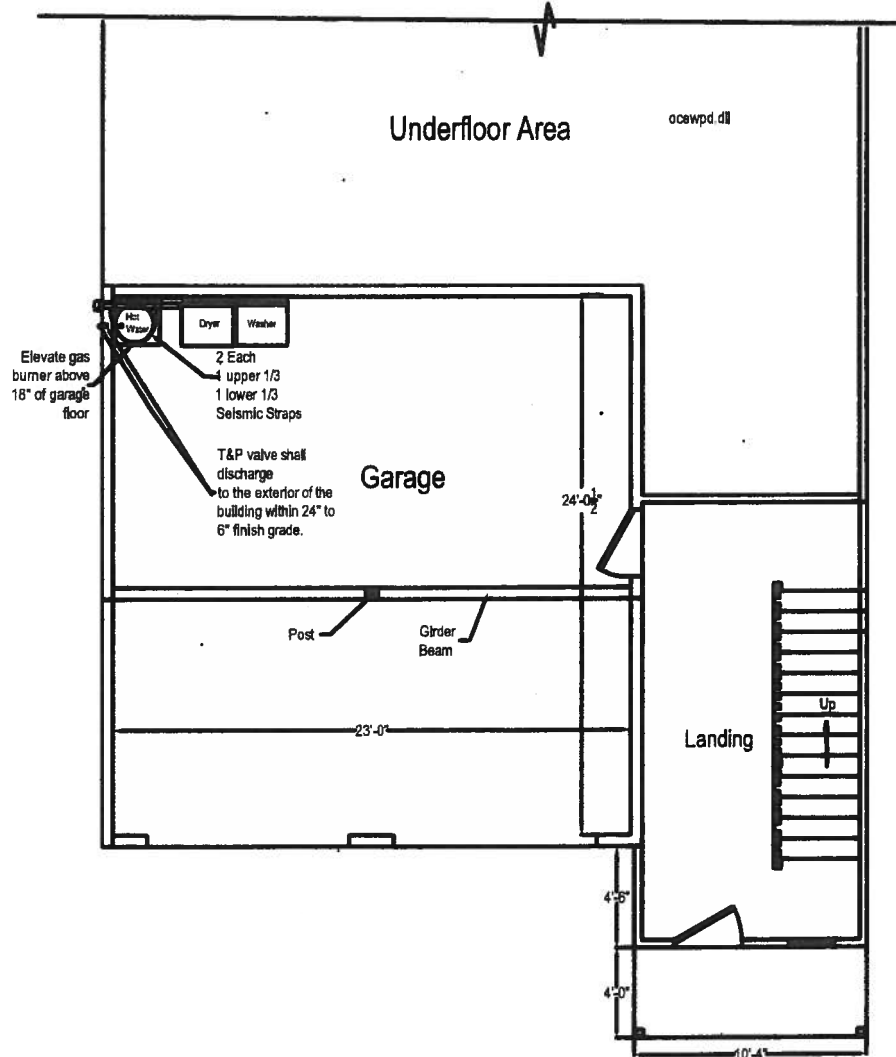 Underfloor Area
ocewpd.dll
Hot
Water
Dryer
Washer
Elevate gas
burner above
18" of garage
floor
2 Each
1 upper 1/3
1 lower 1/3
Seismic Straps
T&P valve shall
discharge
to the exterior of the
building within 24" to
6" finish grade.
Garage
24'-0½"
Post
Girder
Beam
23'-0"
Landing
Up
4'-6"
4'-0"
10'-4"